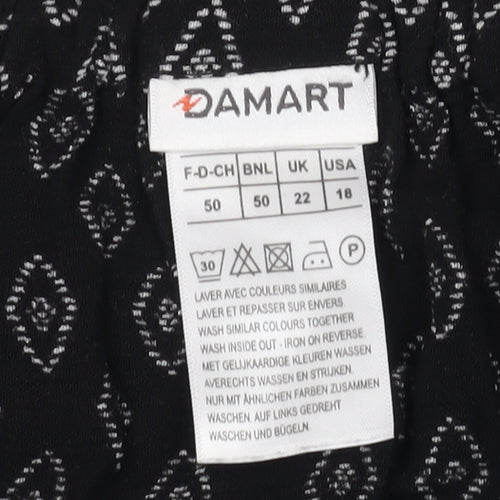 DAMART
F-D-CH BNL UK USA
50 50 22 18
30 P
LAVER AVEC COULEURS SIMILAIRES
LAVER ET REPASSER SUR ENVERS
WASH SIMILAR COLOURS TOGETHER
WASH INSIDE OUT - IRON ON REVERSE
MET GELIJKAARDIGE KLEUREN WASSEN
AVERECHTS WASSEN EN STRIJKEN.
NUR MIT ÄHNLICHEN FARBEN ZUSAMMEN
WASCHEN. AUF LINKS GEDREHT
WASCHEN UND BÜGELN.